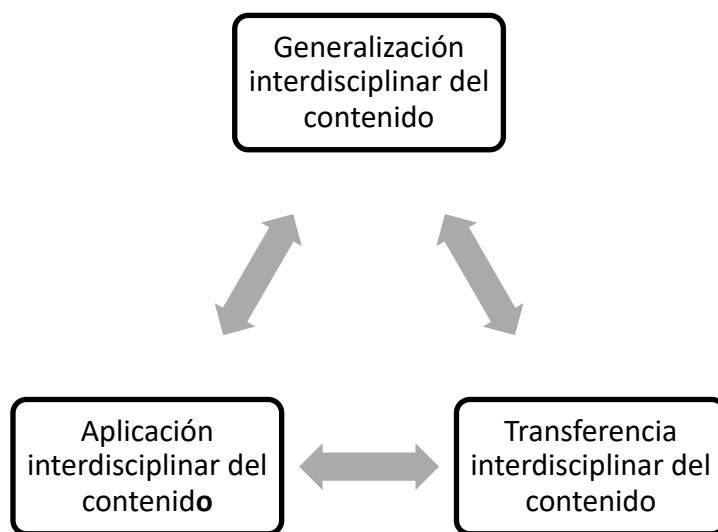 Generalización
interdisciplinar del
contenido
Aplicación
interdisciplinar del
contenido
Transferencia
interdisciplinar del
contenido